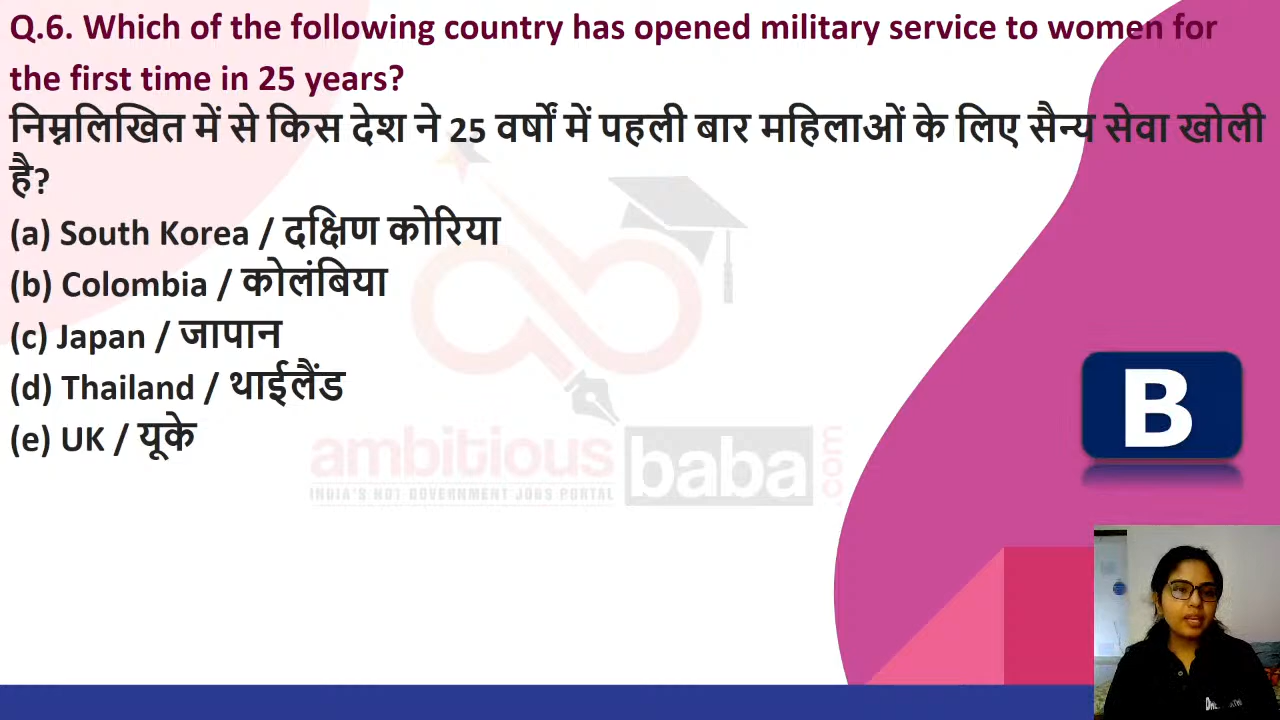 Q.6. Which of the following country has opened military service to women for
the first time in 25 years?
निम्नलिखित में से किस देश ने 25 वर्षों में पहली बार महिलाओं के लिए सैन्य सेवा खोली
है?
(a) South Korea / दक्षिण कोरिया
(b) Colombia / कोलंबिया
(c) Japan / जापान
(d) Thailand / थाईलैंड
(e) UK / यूके
B
ambitious baba .com
INDIA'S NO1 GOVERNMENT JOBS PORTAL